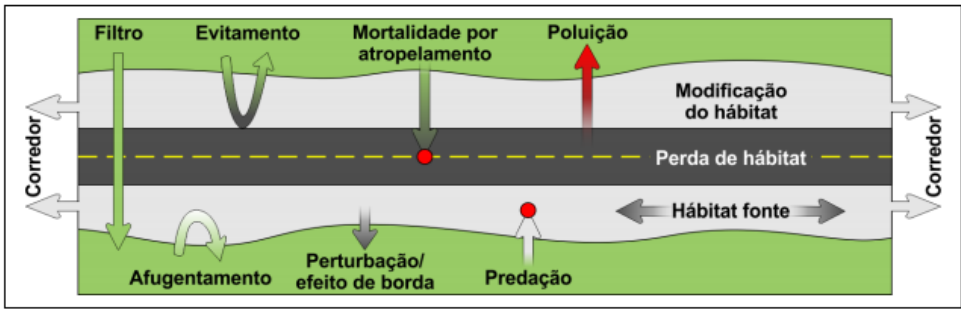 Filtro
Evitamento
Mortalidade por
atropelamento
Poluição
Modificação
do hábitat
Corredor
Corredor
Perda de hábitat
Hábitat fonte
Afugentamento
Perturbação/
efeito de borda
Predação